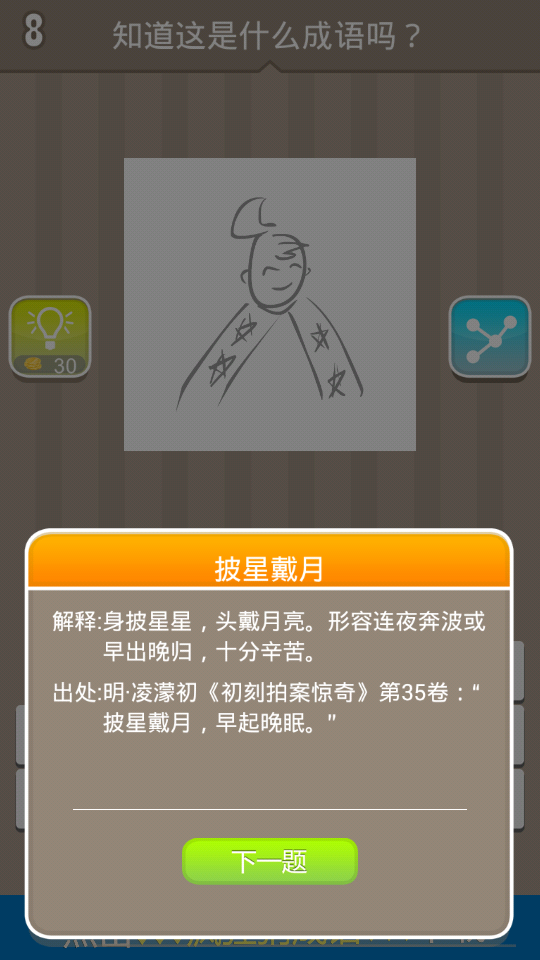 8
知道这是什么成语吗？
30
披星戴月
解释:身披星星，头戴月亮。形容连夜奔波或
早出晚归，十分辛苦。
出处:明·凌濛初《初刻拍案惊奇》第35卷：“
披星戴月，早起晚眠。”
下一题